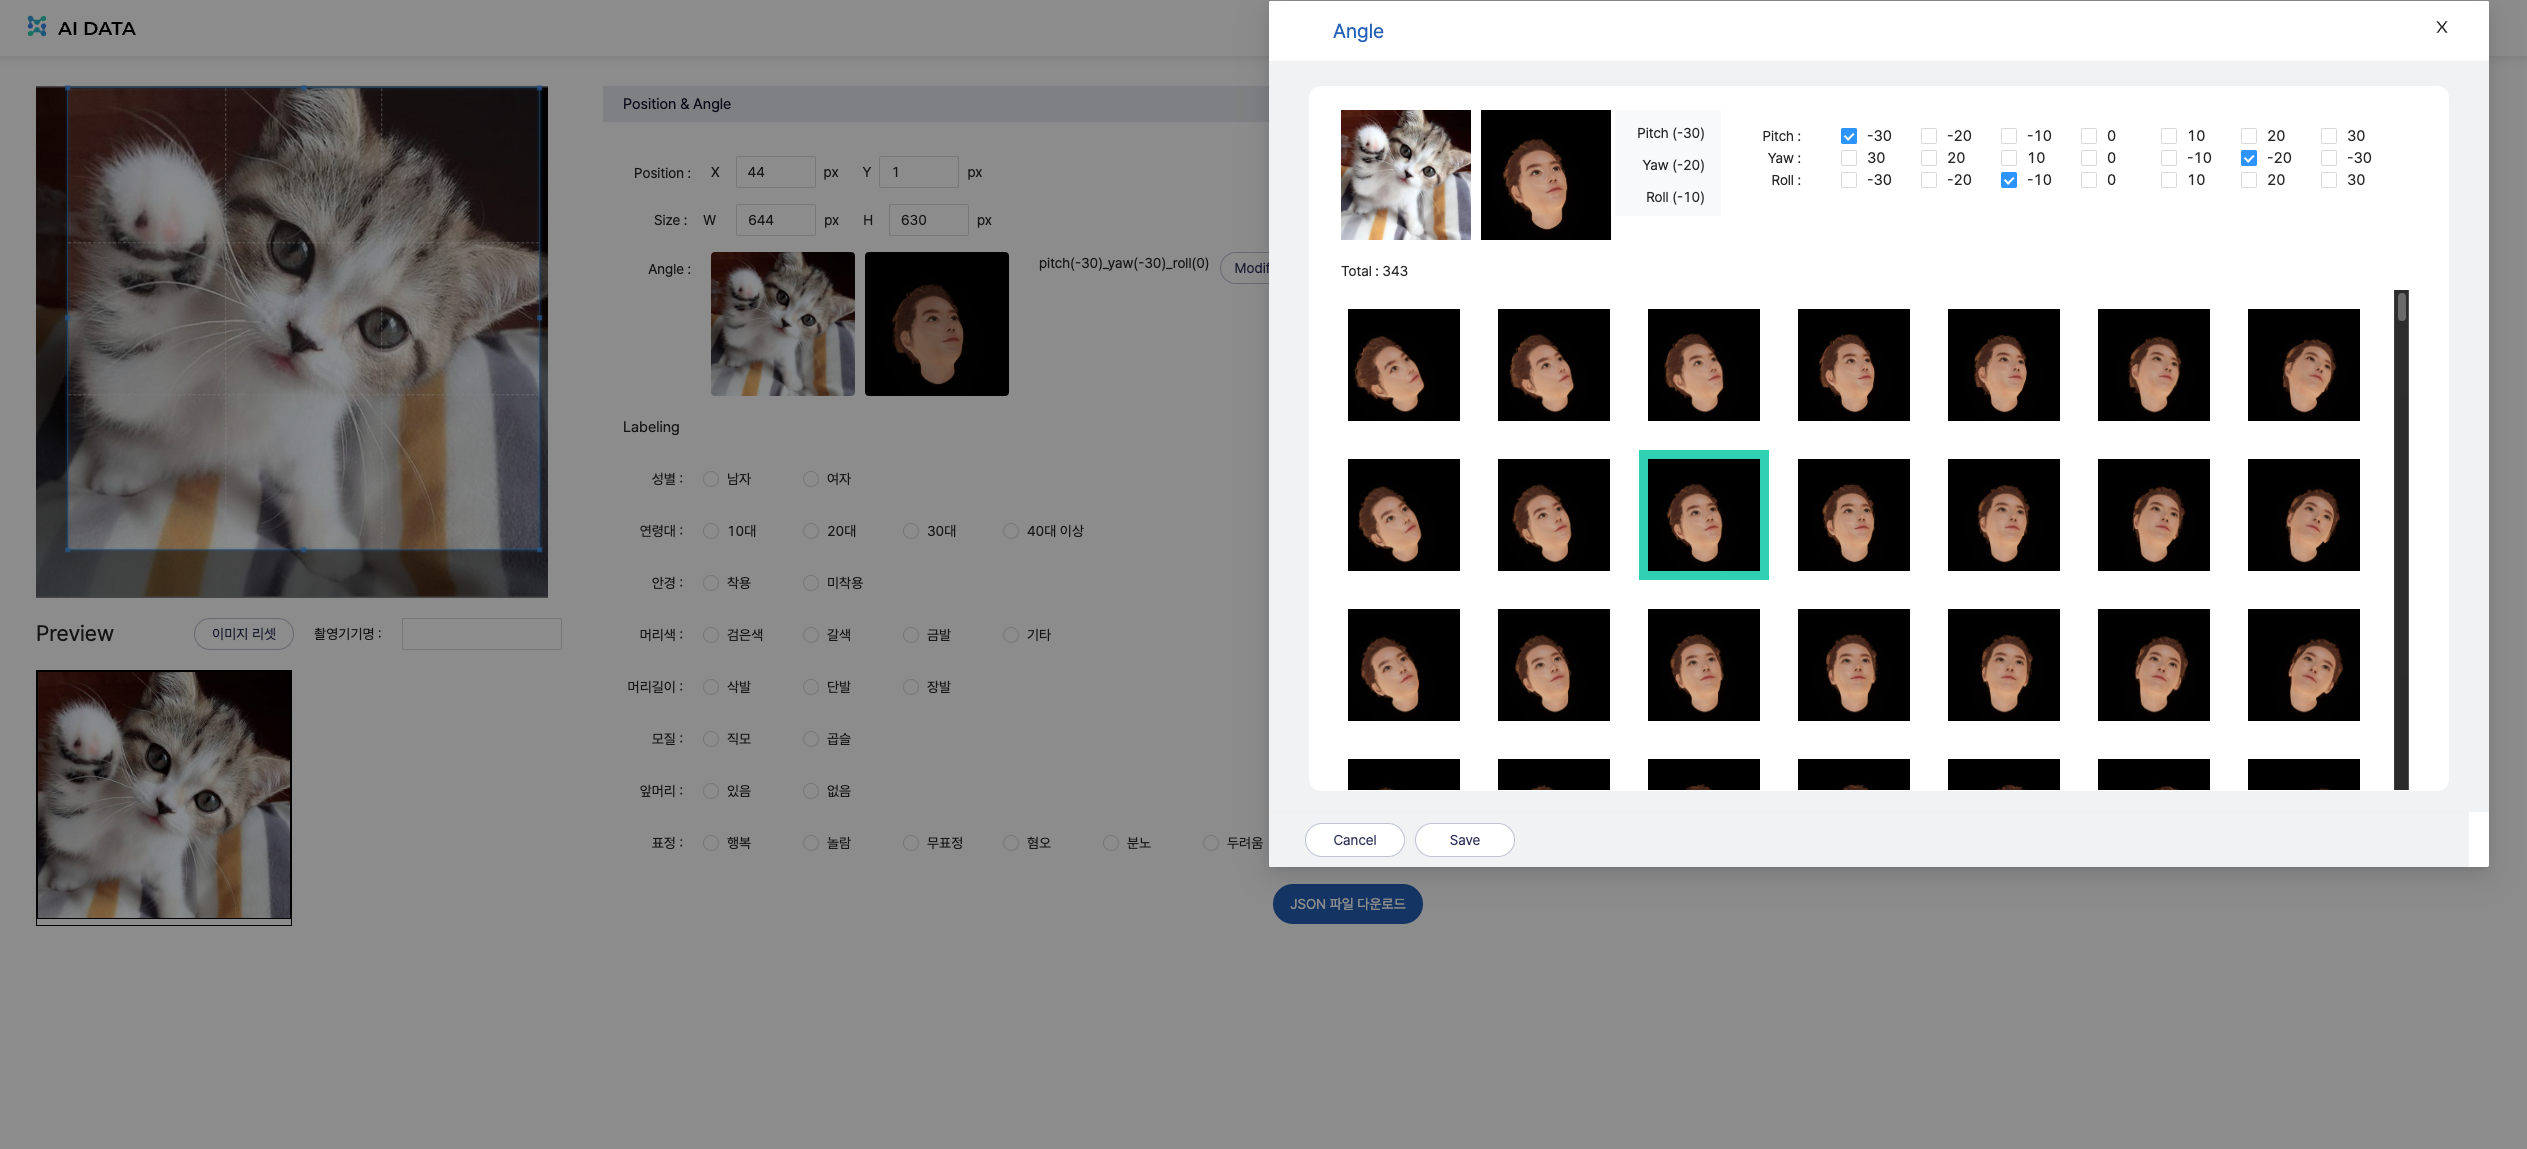 AI DATA
Angle
X
Position & Angle
Position : X 44 px Y 1 px
Size : W 644 px H 630 px
Angle : pitch(-30)_yaw(-30)_roll(0)
Labeling
성별 : 남자 여자
연령대 : 10대 20대 30대 40대 이상
안경 : 착용 미착용
머리색 : 검은색 갈색 금발 기타
머리길이 : 삭발 단발 장발
모질 : 직모 곱슬
앞머리 : 있음 없음
표정 : 행복 놀람 무표정 혐오 분노 두려움
Preview
이미지 리셋
촬영기기명 :
Pitch (-30)
Yaw (-20)
Roll (-10)
Pitch : -30 -20 -10 0 10 20 30
Yaw : 30 20 10 0 -10 -20 -30
Roll : -30 -20 -10 0 10 20 30
Total : 343
Cancel
Save
JSON 파일 다운로드